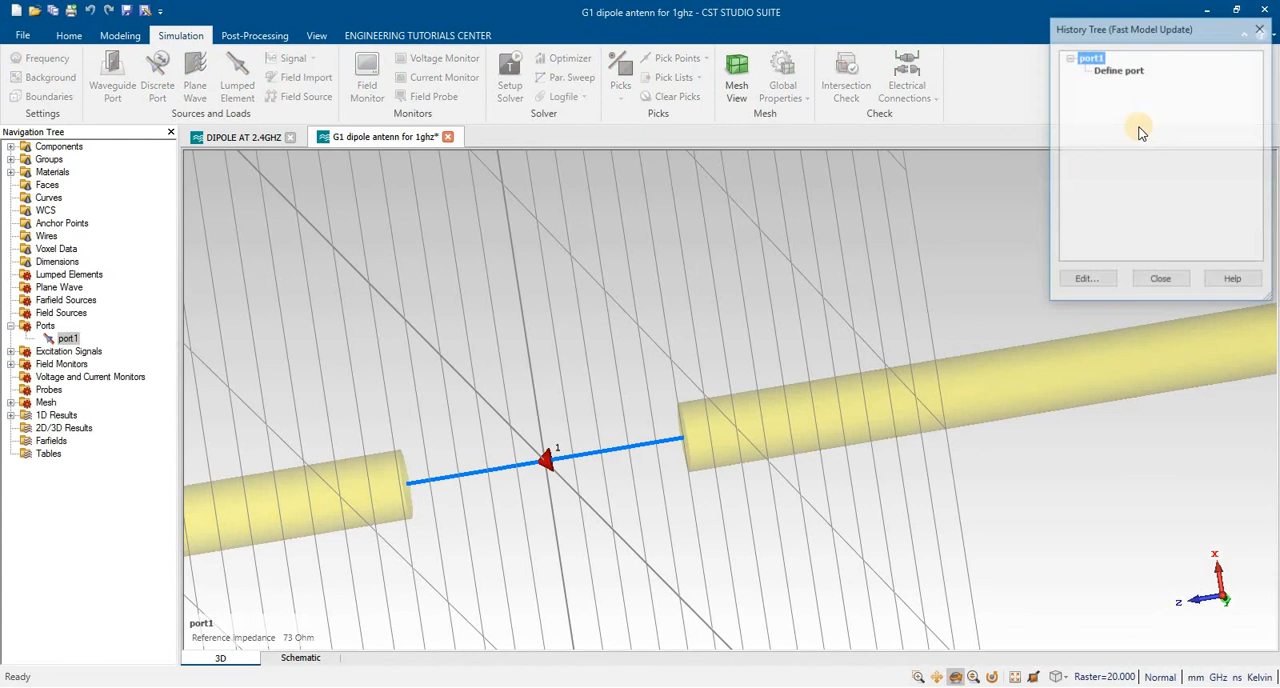 G1 dipole antenn for 1ghz - CST STUDIO SUITE
File Home Modeling Simulation Post-Processing View ENGINEERING TUTORIALS CENTER
Frequency
Background
Boundaries
Settings
Waveguide Port
Discrete Port
Plane Wave
Lumped Element
Signal
Field Import
Field Source
Sources and Loads
Field Monitor
Voltage Monitor
Current Monitor
Field Probe
Monitors
Setup Solver
Optimizer
Par. Sweep
Logfile
Solver
Picks
Pick Points
Pick Lists
Clear Picks
Picks
Mesh View
Global Properties
Mesh
Intersection Check
Electrical Connections
Check
History Tree (Fast Model Update)
port1
Define port
Edit... Close Help
Navigation Tree
Components
Groups
Materials
Faces
Curves
WCS
Anchor Points
Wires
Voxel Data
Dimensions
Lumped Elements
Plane Wave
Farfield Sources
Field Sources
Ports
port1
Excitation Signals
Field Monitors
Voltage and Current Monitors
Probes
Mesh
1D Results
2D/3D Results
Farfields
Tables
DIPOLE AT 2.4GHZ G1 dipole antenn for 1ghz*
1
x
z
y
port1
Reference Impedance 73 Ohm
3D Schematic
Ready Raster=20.000 Normal mm GHz ns Kelvin